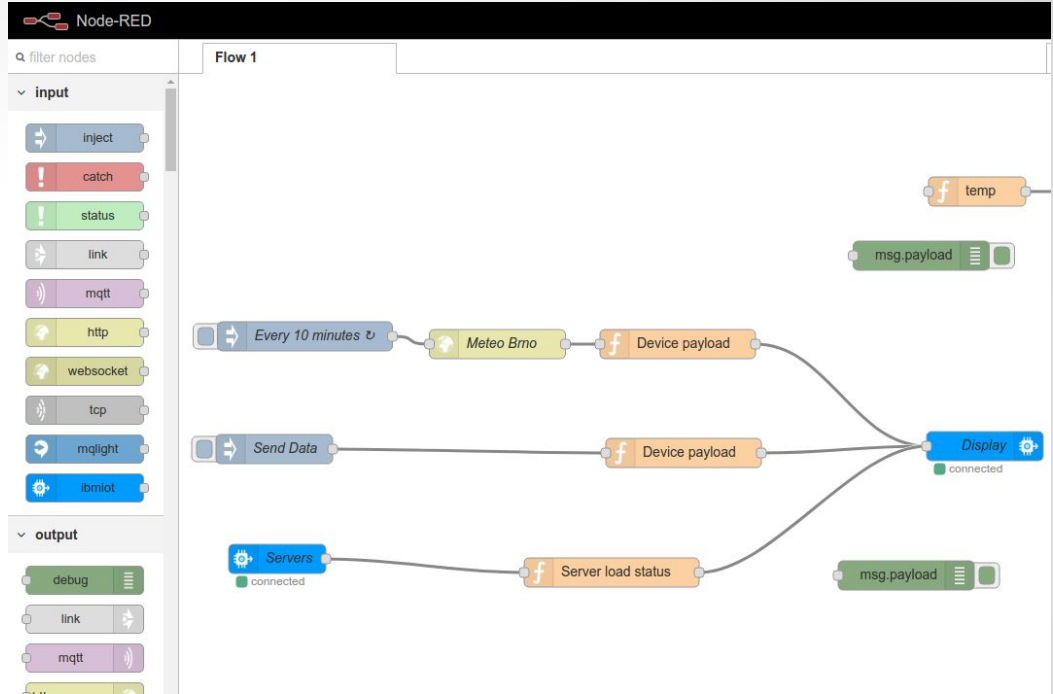 Node-RED
filter nodes
Flow 1
input
inject
catch
status
link
mqtt
http
websocket
tcp
mqlight
ibmiot
output
debug
link
mqtt
temp
msg.payload
Every 10 minutes ↻
Meteo Brno
Device payload
Send Data
Device payload
Display
connected
Servers
connected
Server load status
msg.payload